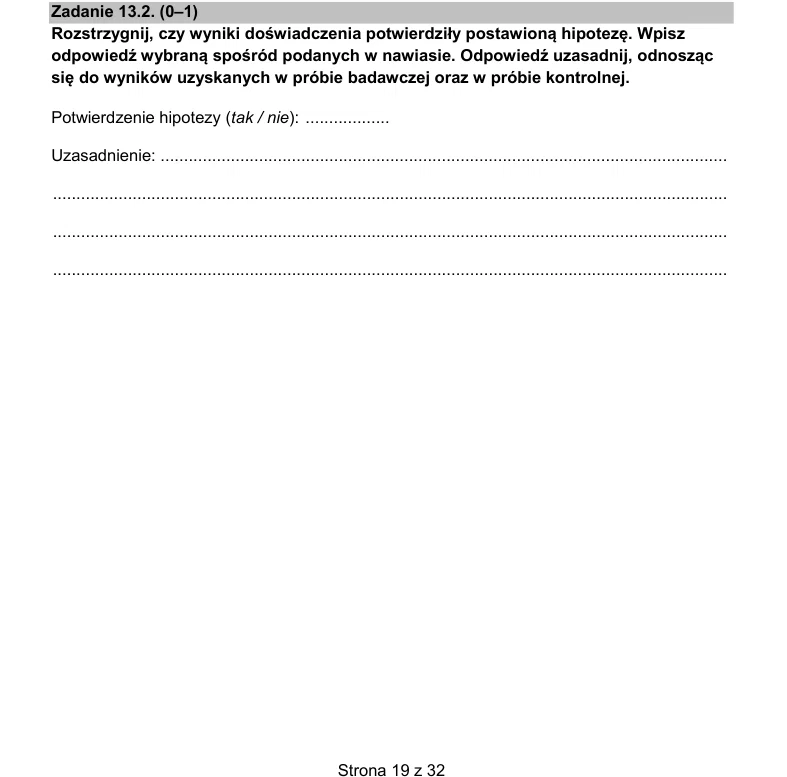 Zadanie 13.2. (0–1)
Rozstrzygnij, czy wyniki doświadczenia potwierdziły postawioną hipotezę. Wpisz
odpowiedź wybraną spośród podanych w nawiasie. Odpowiedź uzasadnij, odnosząc
się do wyników uzyskanych w próbie badawczej oraz w próbie kontrolnej.
Potwierdzenie hipotezy (tak / nie): ..................
Uzasadnienie: ........................................................................................................................
................................................................................................................................................
................................................................................................................................................
................................................................................................................................................
Strona 19 z 32